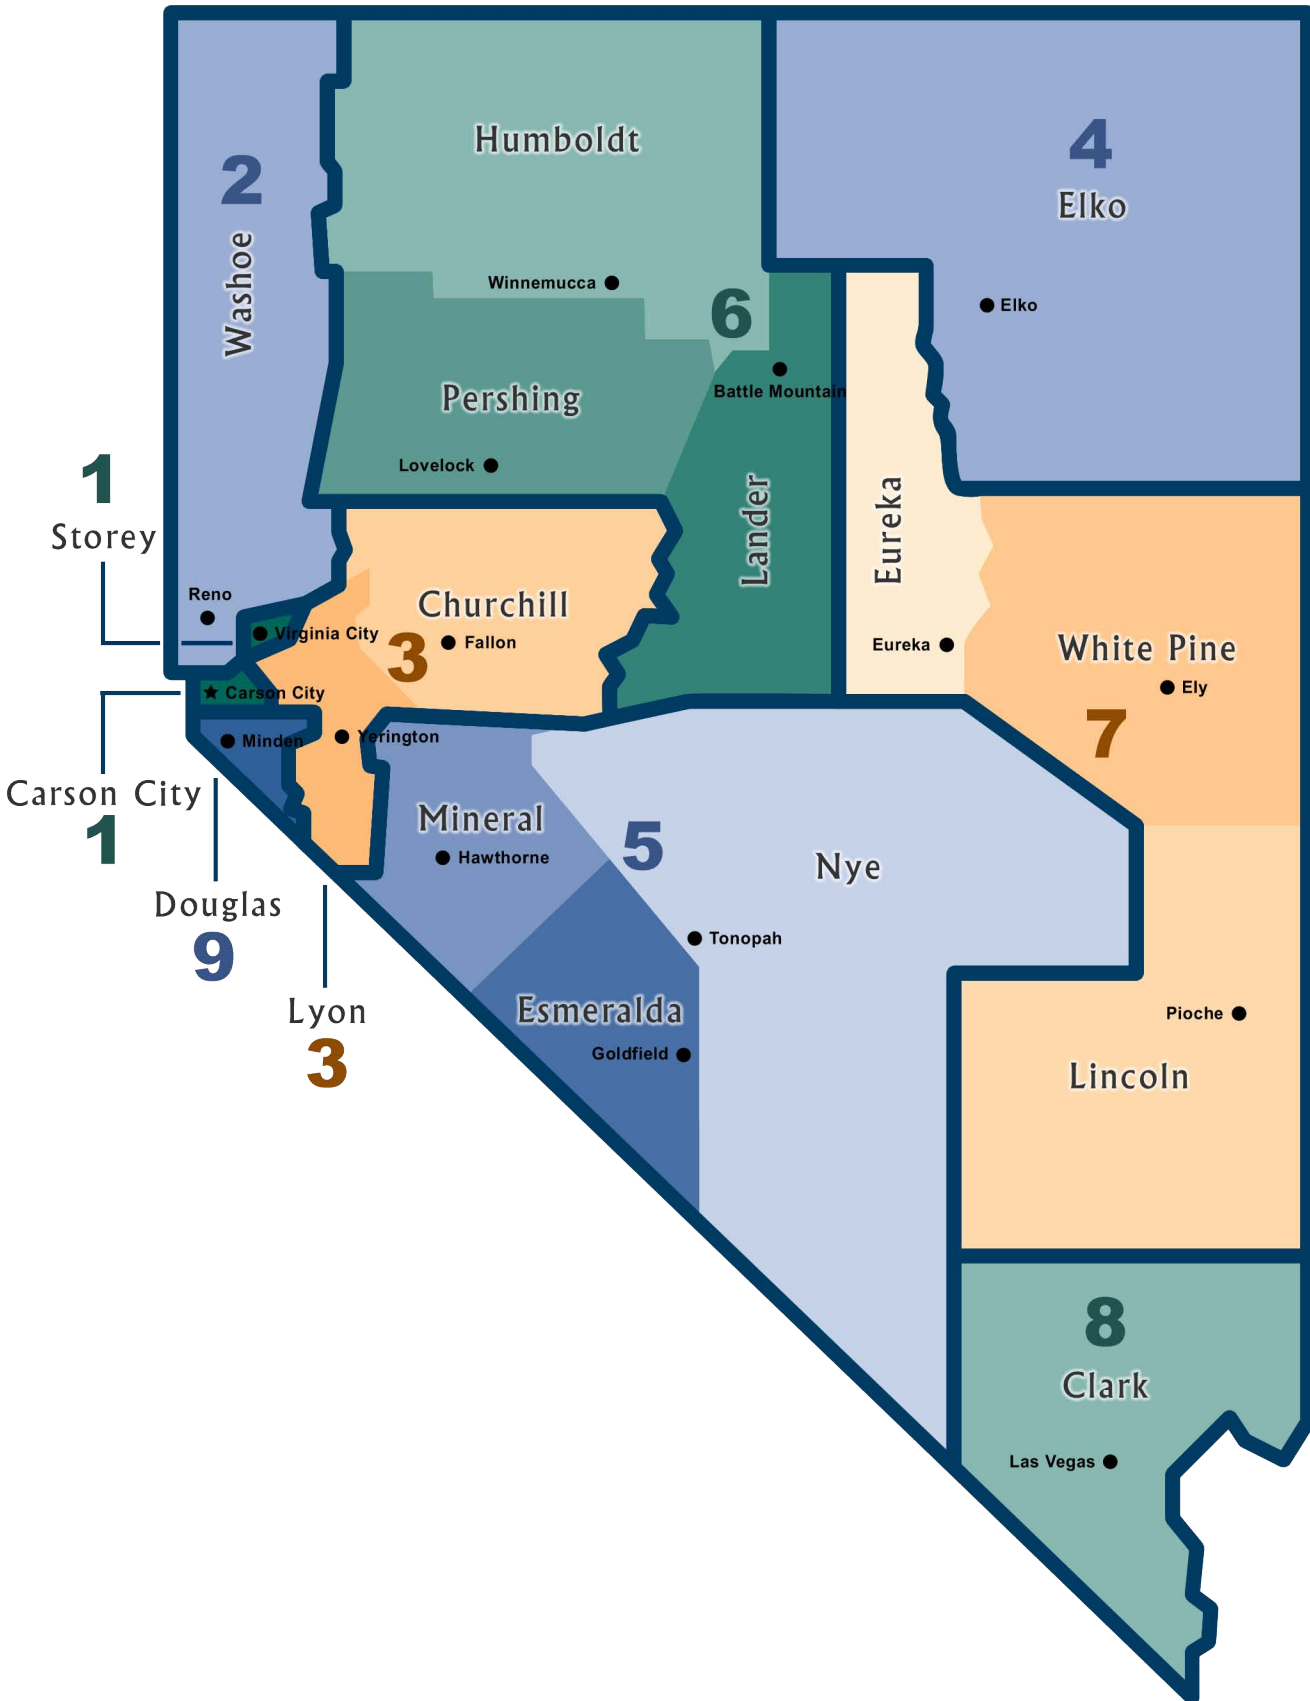 Humboldt
4
2
Elko
Washoe
Winnemucca
6
Elko
Battle Mountain
Pershing
1
Lovelock
Storey
Lander
Eureka
Reno
Churchill
Virginia City
Fallon
3
Eureka
White Pine
Ely
Carson City
7
Yerington
Minden
Carson City
1
Mineral
5
Hawthorne
Nye
Douglas
9
Tonopah
Lyon
3
Esmeralda
Goldfield
Pioche
Lincoln
8
Clark
Las Vegas